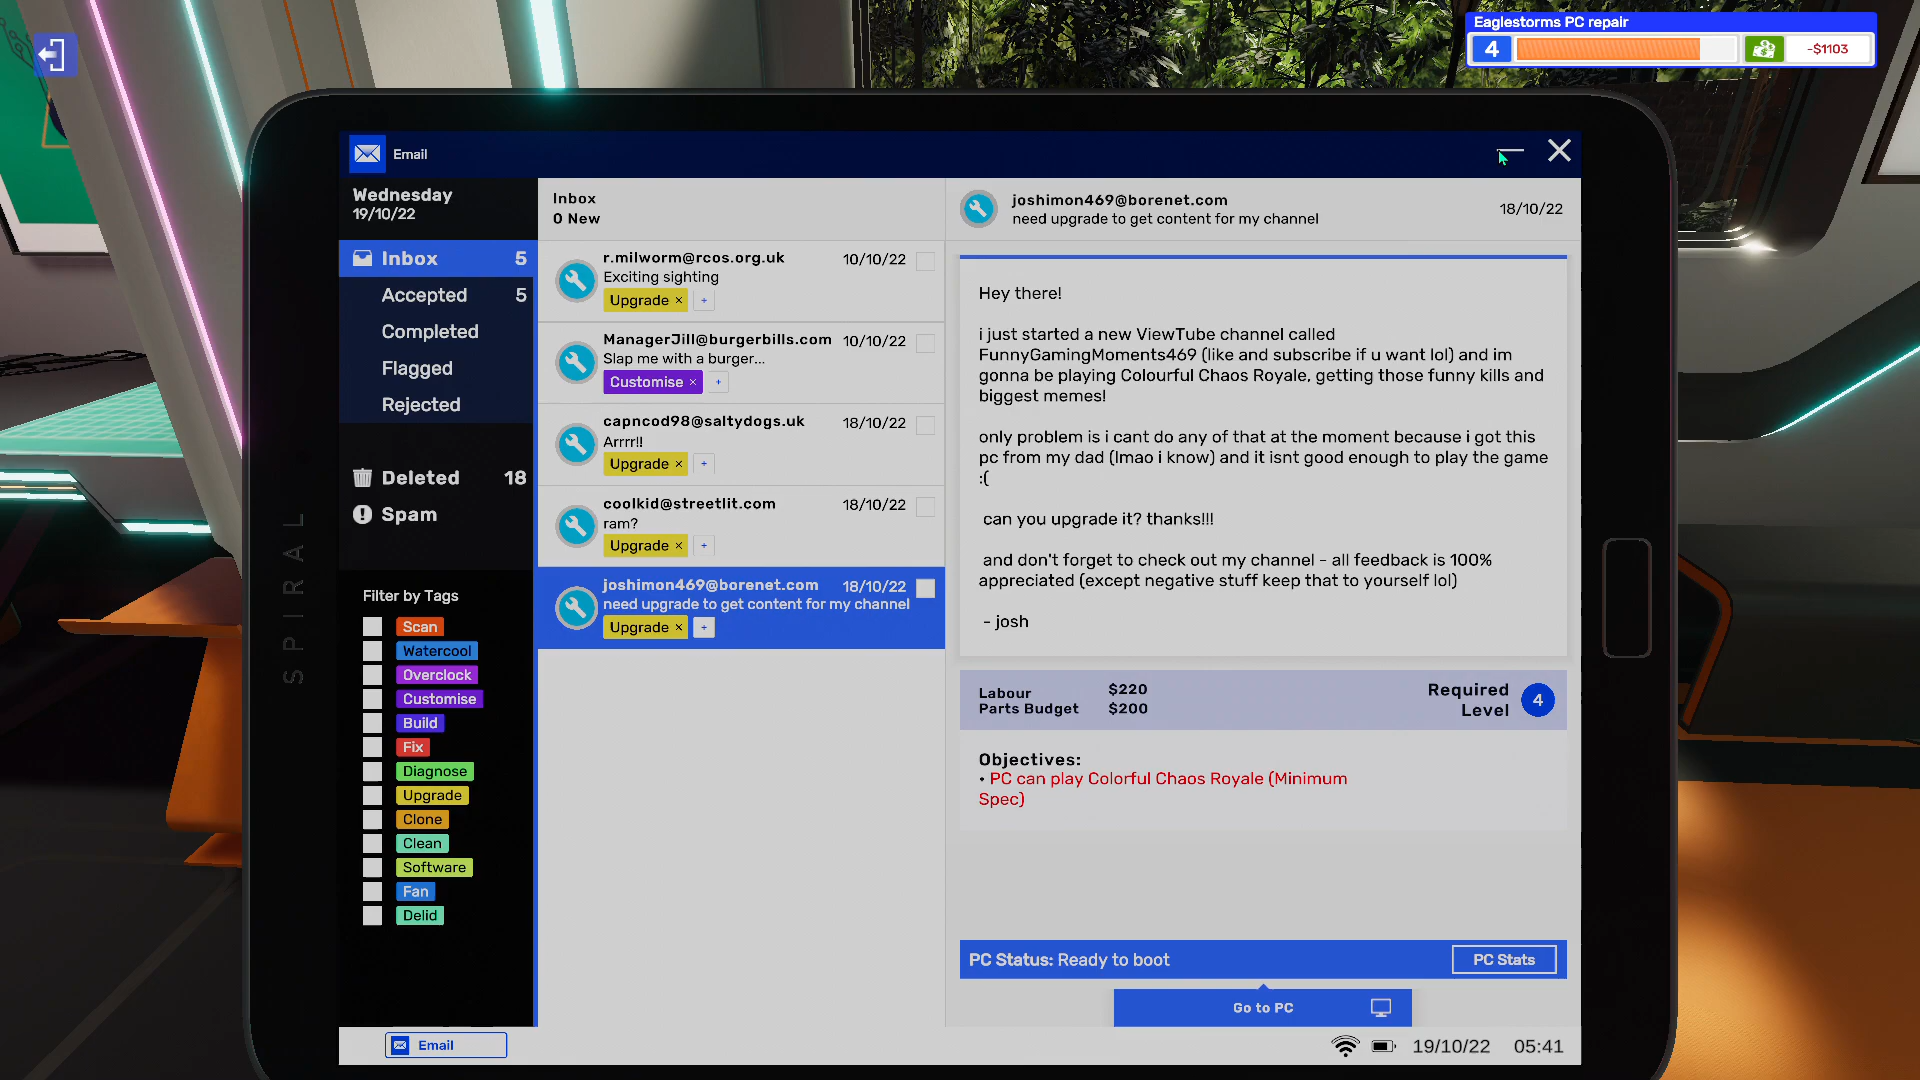 Eaglestorms PC repair
4
-$1103
Email
Wednesday
19/10/22
Inbox 5
Accepted 5
Completed
Flagged
Rejected
Deleted 18
Spam
Filter by Tags
Scan
Watercool
Overclock
Customise
Build
Fix
Diagnose
Upgrade
Clone
Clean
Software
Fan
Delid
Inbox
0 New
r.milworm@rcos.org.uk 10/10/22
Exciting sighting
Upgrade × +
ManagerJill@burgerbills.com 10/10/22
Slap me with a burger...
Customise × +
capncod98@saltydogs.uk 18/10/22
Arrrr!!
Upgrade × +
coolkid@streetlit.com 18/10/22
ram?
Upgrade × +
joshimon469@borenet.com 18/10/22
need upgrade to get content for my channel
Upgrade × +
joshimon469@borenet.com
need upgrade to get content for my channel
18/10/22
Hey there!
i just started a new ViewTube channel called
FunnyGamingMoments469 (like and subscribe if u want lol) and im
gonna be playing Colourful Chaos Royale, getting those funny kills and
biggest memes!
only problem is i cant do any of that at the moment because i got this
pc from my dad (lmao i know) and it isnt good enough to play the game
:(
can you upgrade it? thanks!!!
and don't forget to check out my channel - all feedback is 100%
appreciated (except negative stuff keep that to yourself lol)
- josh
Labour $220
Parts Budget $200
Required
Level
4
Objectives:
• PC can play Colorful Chaos Royale (Minimum
Spec)
PC Status: Ready to boot
PC Stats
Go to PC
SPIRAL
Email
19/10/22 05:41